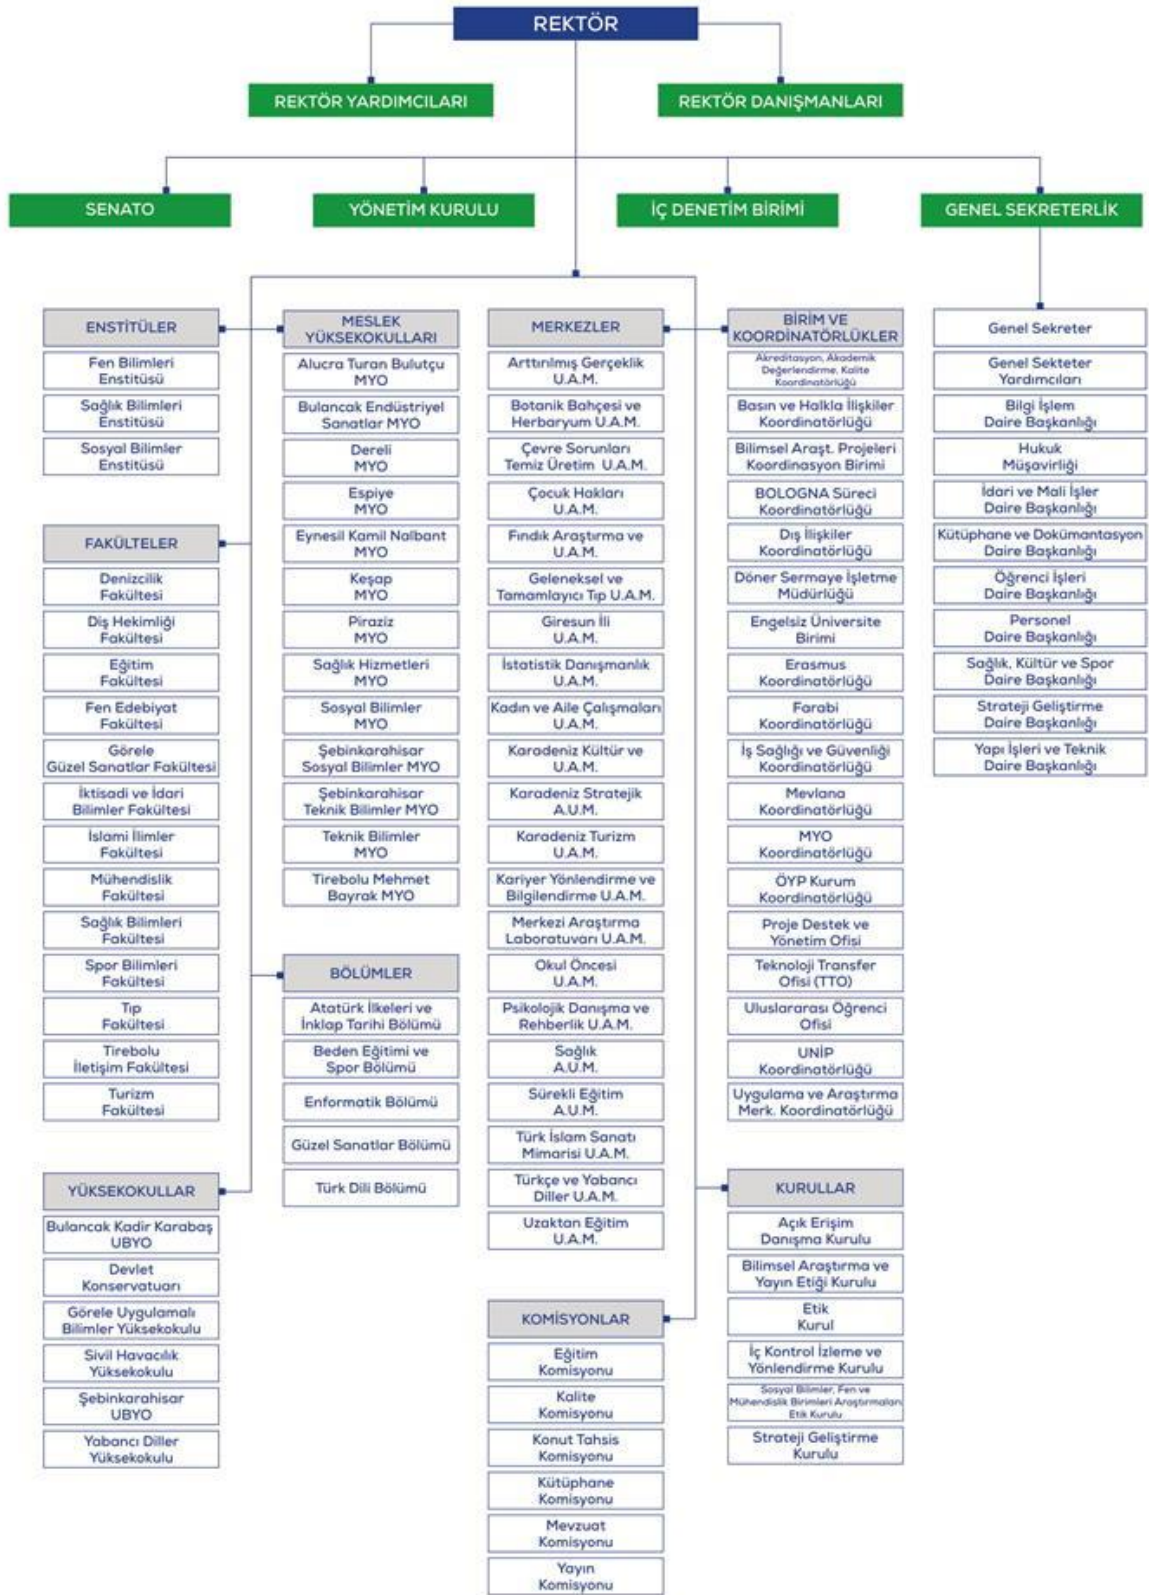 REKTÖR
REKTÖR YARDIMCILARI
REKTÖR DANIŞMANLARI
SENATO
YÖNETİM KURULU
İÇ DENETİM BİRİMİ
GENEL SEKRETERLİK
ENSTİTÜLER
Fen Bilimleri
Enstitüsü
Sağlık Bilimleri
Enstitüsü
Sosyal Bilimler
Enstitüsü
FAKÜLTELER
Denizcilik
Fakültesi
Diş Hekimliği
Fakültesi
Eğitim
Fakültesi
Fen Edebiyat
Fakültesi
Görele
Güzel Sanatlar Fakültesi
İktisadi ve İdari
Bilimler Fakültesi
İslami İlimler
Fakültesi
Mühendislik
Fakültesi
Sağlık Bilimleri
Fakültesi
Spor Bilimleri
Fakültesi
Tıp
Fakültesi
Tirebolu
İletişim Fakültesi
Turizm
Fakültesi
YÜKSEKOKULLAR
Bulancak Kadir Karabaş
UBYO
Devlet
Konservatuarı
Görele Uygulamalı
Bilimler Yüksekokulu
Sivil Havacılık
Yüksekokulu
Şebinkarahisar
UBYO
Yabancı Diller
Yüksekokulu
MESLEK
YÜKSEKOKULLARI
Alucra Turan Bulutçu
MYO
Bulancak Endüstriyel
Sanatlar MYO
Dereli
MYO
Espiye
MYO
Eynesil Kamil Nalbant
MYO
Keşap
MYO
Piraziz
MYO
Sağlık Hizmetleri
MYO
Sosyal Bilimler
MYO
Şebinkarahisar
Sosyal Bilimler MYO
Şebinkarahisar
Teknik Bilimler MYO
Teknik Bilimler
MYO
Tirebolu Mehmet
Bayrak MYO
BÖLÜMLER
Atatürk İlkeleri ve
İnklap Tarihi Bölümü
Beden Eğitimi ve
Spor Bölümü
Enformatik Bölümü
Güzel Sanatlar Bölümü
Türk Dili Bölümü
MERKEZLER
Arttırılmış Gerçeklik
U.A.M.
Botanik Bahçesi ve
Herbaryum U.A.M.
Çevre Sorunları
Temiz Üretim U.A.M.
Çocuk Hakları
U.A.M.
Fındık Araştırma ve
U.A.M.
Geleneksel ve
Tamamlayıcı Tıp U.A.M.
Giresun İli
U.A.M.
İstatistik Danışmanlık
U.A.M.
Kadın ve Aile Çalışmaları
U.A.M.
Karadeniz Kültür ve
U.A.M.
Karadeniz Stratejik
A.U.M.
Karadeniz Turizm
U.A.M.
Kariyer Yönlendirme ve
Bilgilendirme U.A.M.
Merkezi Araştırma
Laboratuvarı U.A.M.
Okul Öncesi
U.A.M.
Psikolojik Danışma ve
Rehberlik U.A.M.
Sağlık
A.U.M.
Sürekli Eğitim
A.U.M.
Türk İslam Sanatı
Mimarisi U.A.M.
Türkçe ve Yabancı
Diller U.A.M.
Uzaktan Eğitim
U.A.M.
KOMİSYONLAR
Eğitim
Komisyonu
Kalite
Komisyonu
Konut Tahsis
Komisyonu
Kütüphane
Komisyonu
Mevzuat
Komisyonu
Yayın
Komisyonu
BİRİM VE
KOORDİNATÖRLÜKLER
Akreditasyon, Akademik
Değerlendirme, Kalite
Koordinatörlüğü
Basın ve Halkla İlişkiler
Koordinatörlüğü
Bilimsel Araşt. Projeleri
Koordinasyon Birimi
BOLOGNA Süreci
Koordinatörlüğü
Dış İlişkiler
Koordinatörlüğü
Döner Sermaye İşletme
Müdürlüğü
Engelsiz Üniversite
Birimi
Erasmus
Koordinatörlüğü
Farabi
Koordinatörlüğü
İş Sağlığı ve Güvenliği
Koordinatörlüğü
Mevlana
Koordinatörlüğü
MYO
Koordinatörlüğü
ÖYP Kurum
Koordinatörlüğü
Proje Destek ve
Yönetim Ofisi
Teknoloji Transfer
Ofisi (TTO)
Uluslararası Öğrenci
Ofisi
UNİP
Koordinatörlüğü
Uygulama ve Araştırma
Merk. Koordinatörlüğü
KURULLAR
Açık Erişim
Danışma Kurulu
Bilimsel Araştırma ve
Yayın Etiği Kurulu
Etik
Kurul
İç Kontrol İzleme ve
Yönlendirme Kurulu
Sosyal Bilimler, Fen ve
Mühendislik Birimleri Araştırmaları
Etik Kurulu
Strateji Geliştirme
Kurulu
Genel Sekreter
Genel Sekteter
Yardımcıları
Bilgi İşlem
Daire Başkanlığı
Hukuk
Müşavirliği
İdari ve Mali İşler
Daire Başkanlığı
Kütüphane ve Dokümantasyon
Daire Başkanlığı
Öğrenci İşleri
Daire Başkanlığı
Personel
Daire Başkanlığı
Sağlık, Kültür ve Spor
Daire Başkanlığı
Strateji Geliştirme
Daire Başkanlığı
Yapı İşleri ve Teknik
Daire Başkanlığı